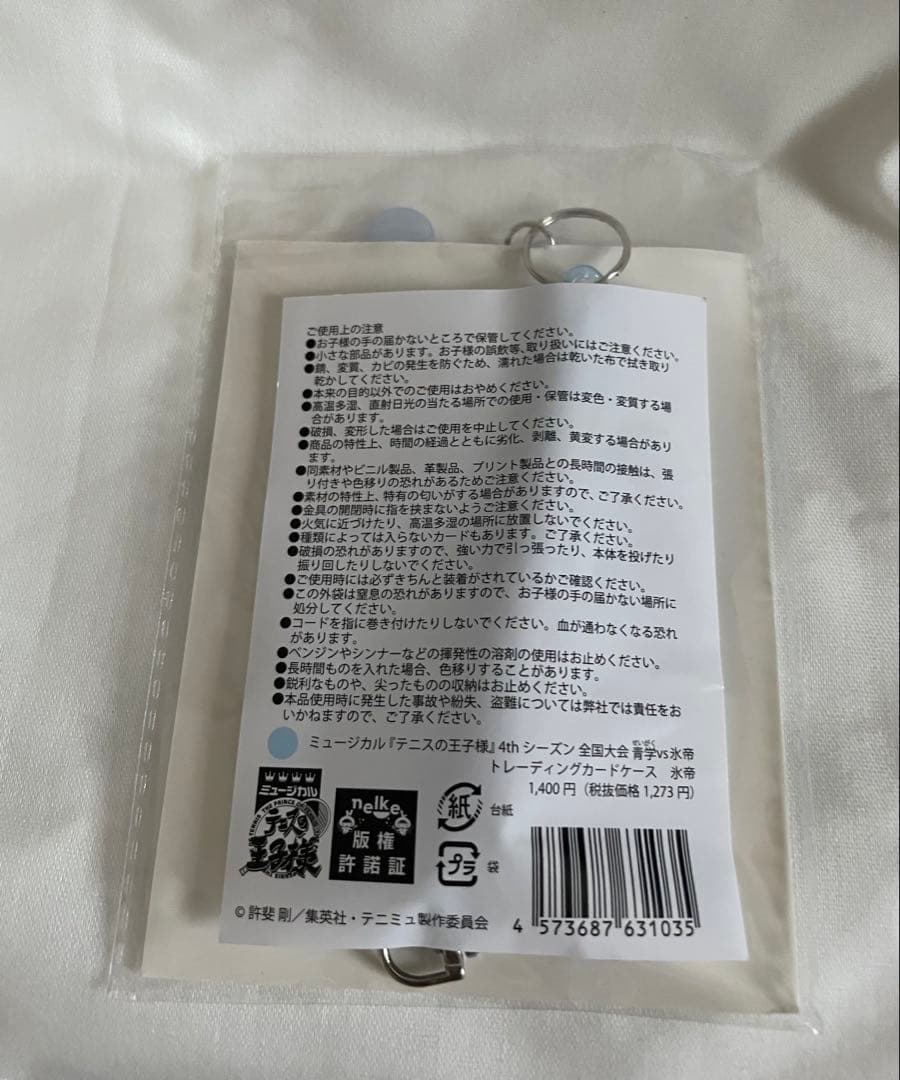 ご使用上の注意
●お子様の手の届かないところで保管してください。
●小さな部品があります。お子様の誤飲等、取り扱いにはご注意ください。
●錆、変質、カビの発生を防ぐため、濡れた場合は乾いた布で拭き取り
乾かしてください。
●本来の目的以外でのご使用はおやめください。
●高温多湿、直射日光の当たる場所での使用・保管は変色・変質する場
合があります。
●破損、変形した場合はご使用を中止してください。
●商品の特性上、時間の経過とともに劣化、剥離、黄変する場合があり
ます。
●同素材やビニル製品、革製品、プリント製品との長時間の接触は、張
り付きや色移りの恐れがあるためご注意ください。
●素材の特性上、特有の匂いがする場合がありますので、ご了承ください。
●金具の開閉時に指を挟まないようご注意ください。
●火気に近づけたり、高温多湿の場所に放置しないでください。
●種類によっては入らないカードもあります。ご了承ください。
●破損の恐れがありますので、強い力で引っ張ったり、本体を投げたり
振り回したりしないでください。
●ご使用時には必ずきちんと装着がされているかご確認ください。
●この外袋は窒息の恐れがありますので、お子様の手の届かない場所に
処分してください。
●コードを指に巻き付けたりしないでください。血が通わなくなる恐れ
があります。
●ベンジンやシンナーなどの揮発性の溶剤の使用はお止めください。
●長時間ものを入れた場合、色移りすることがあります。
●鋭利なものや、尖ったものの収納はお止めください。
●本品使用時に発生した事故や紛失、盗難については弊社では責任をお
いかねますので、ご了承ください。
せいがく
ミュージカル『テニスの王子様』4th シーズン 全国大会 青学vs氷帝
トレーディングカードケース 氷帝
1,400 円（税抜価格 1,273 円）
ミュージカル
テニスの
王子様
nelke
版権
許諾証
紙 台紙
プラ 袋
© 許斐 剛／集英社・テニミュ製作委員会
4 573687 631035